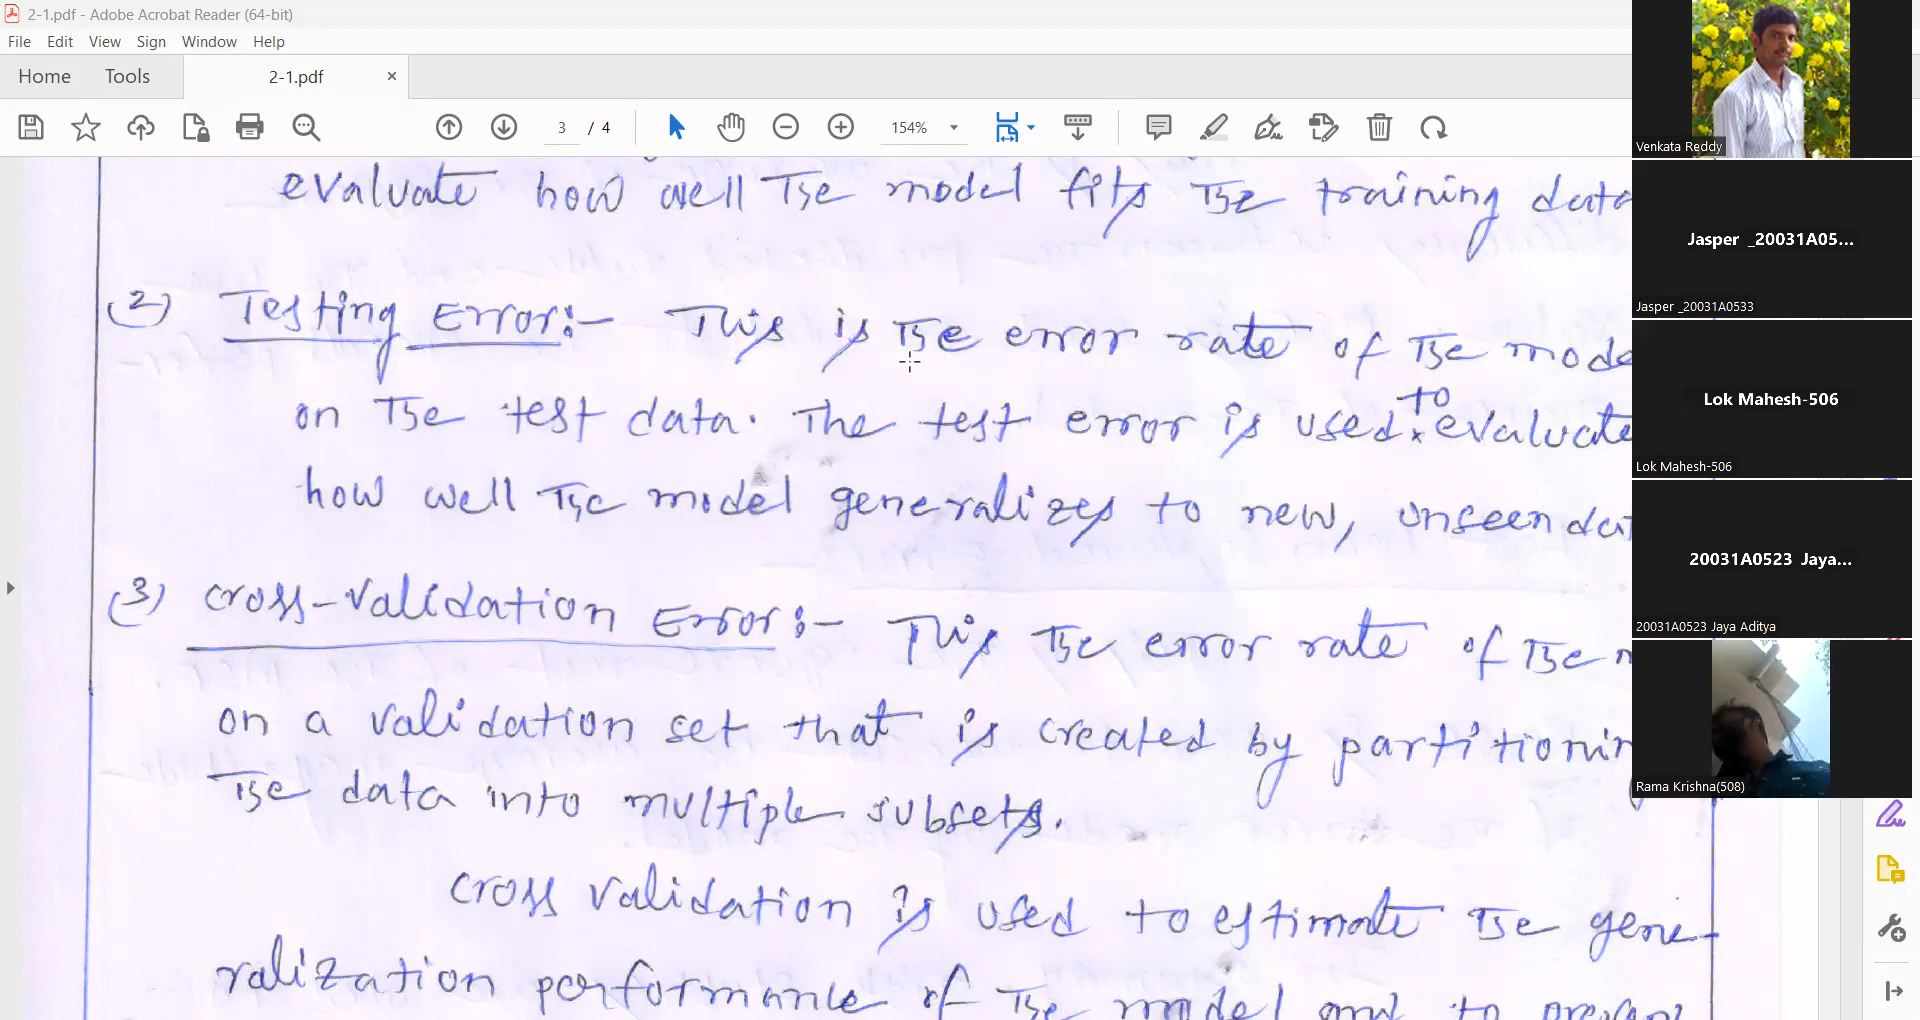 2-1.pdf - Adobe Acrobat Reader (64-bit)
File Edit View Sign Window Help
Home Tools 2-1.pdf ×
3 / 4 154%
evaluate how well The model fits The training data
(2) Testing Error:- This is The error rate of The mode
on The test data. The test error is used to evaluate
how well The model generalizes to new, unseen dat
(3) Cross-Validation Error:- This The error rate of The m
on a validation set that is created by partitionin
The data into multiple subsets.
Cross Validation is used to estimate The gene-
ralization performance of The model and to
Venkata Reddy
Jasper _20031A05...
Jasper _20031A0533
Lok Mahesh-506
Lok Mahesh-506
20031A0523 Jaya...
20031A0523 Jaya Aditya
Rama Krishna(508)